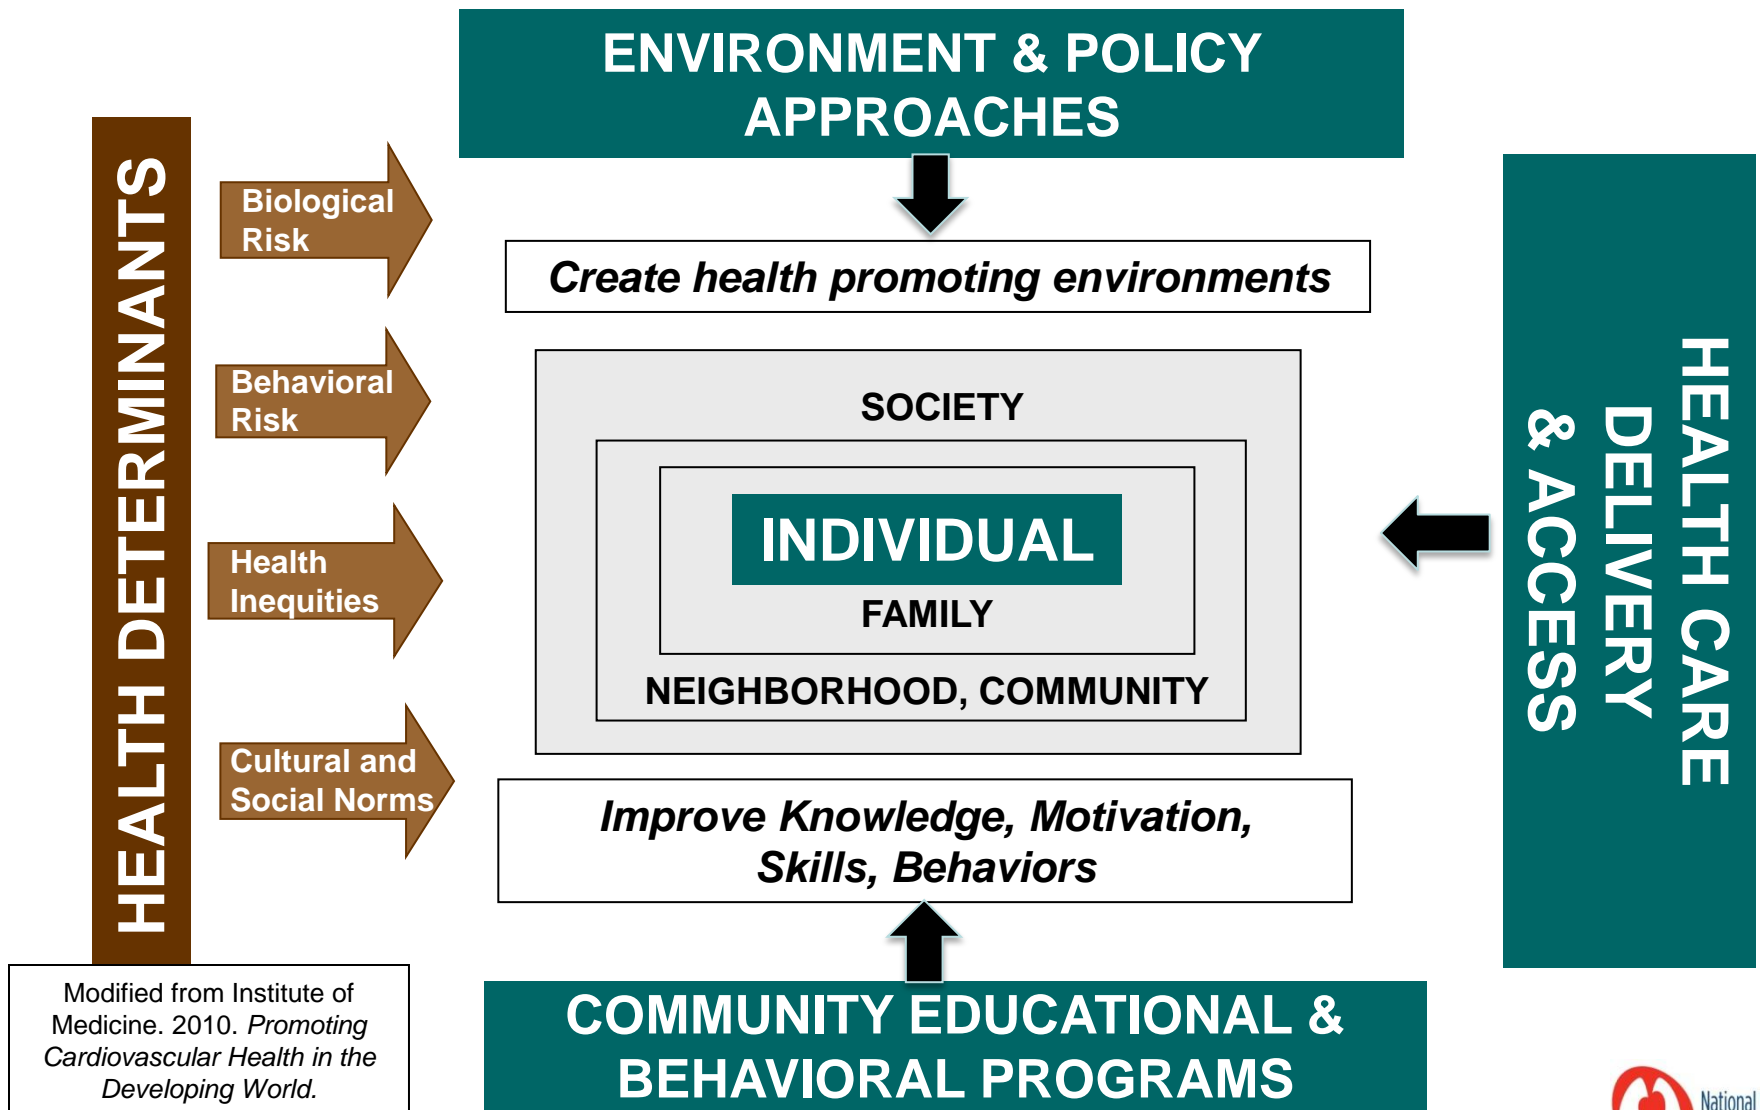 ENVIRONMENT & POLICY
APPROACHES
HEALTH DETERMINANTS
Biological
Risk
Behavioral
Risk
Health
Inequities
Cultural and
Social Norms
Create health promoting environments
SOCIETY
INDIVIDUAL
FAMILY
NEIGHBORHOOD, COMMUNITY
Improve Knowledge, Motivation,
Skills, Behaviors
HEALTH CARE
DELIVERY
& ACCESS
COMMUNITY EDUCATIONAL &
BEHAVIORAL PROGRAMS
Modified from Institute of
Medicine. 2010. Promoting
Cardiovascular Health in the
Developing World.
National